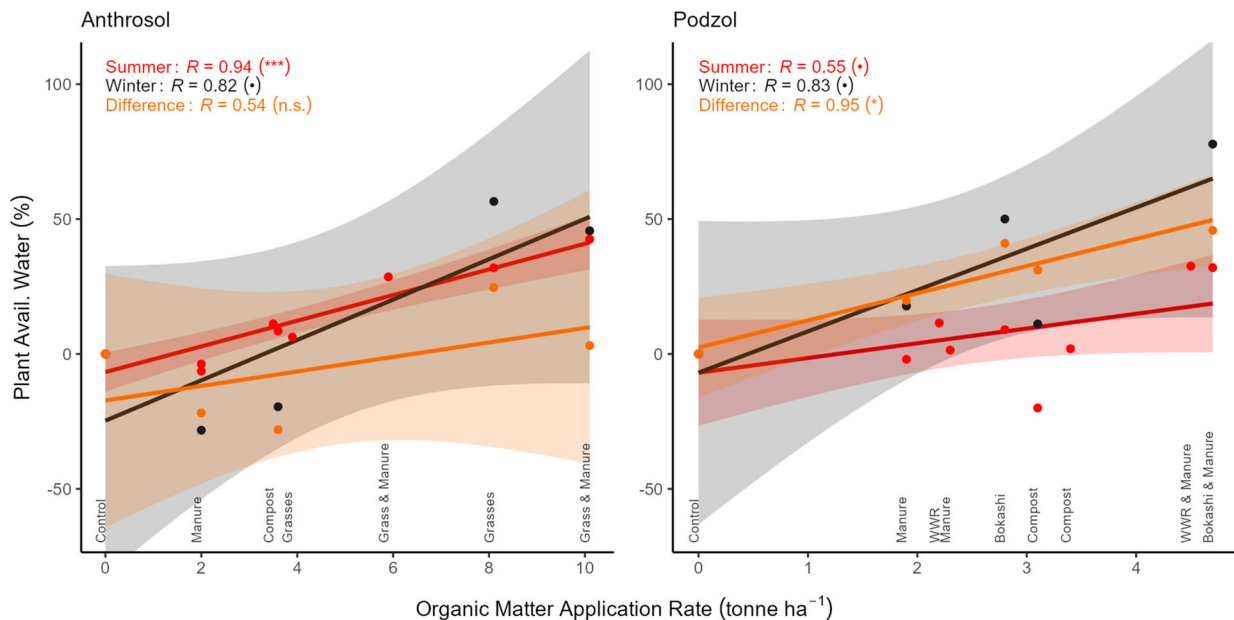 Anthrosol
Summer: R = 0.94 (***)
Winter: R = 0.82 (•)
Difference: R = 0.54 (n.s.)
Plant Avail. Water (%)
100
50
0
-50
Control
Manure
Compost
Grasses
Grass & Manure
Grasses
Grass & Manure
0
2
4
6
8
10
Podzol
Summer: R = 0.55 (•)
Winter: R = 0.83 (•)
Difference: R = 0.95 (*)
100
50
0
-50
Control
Manure
WWR
Manure
Bokashi
Compost
Compost
WWR & Manure
Bokashi & Manure
0
1
2
3
4
Organic Matter Application Rate (tonne ha⁻¹)